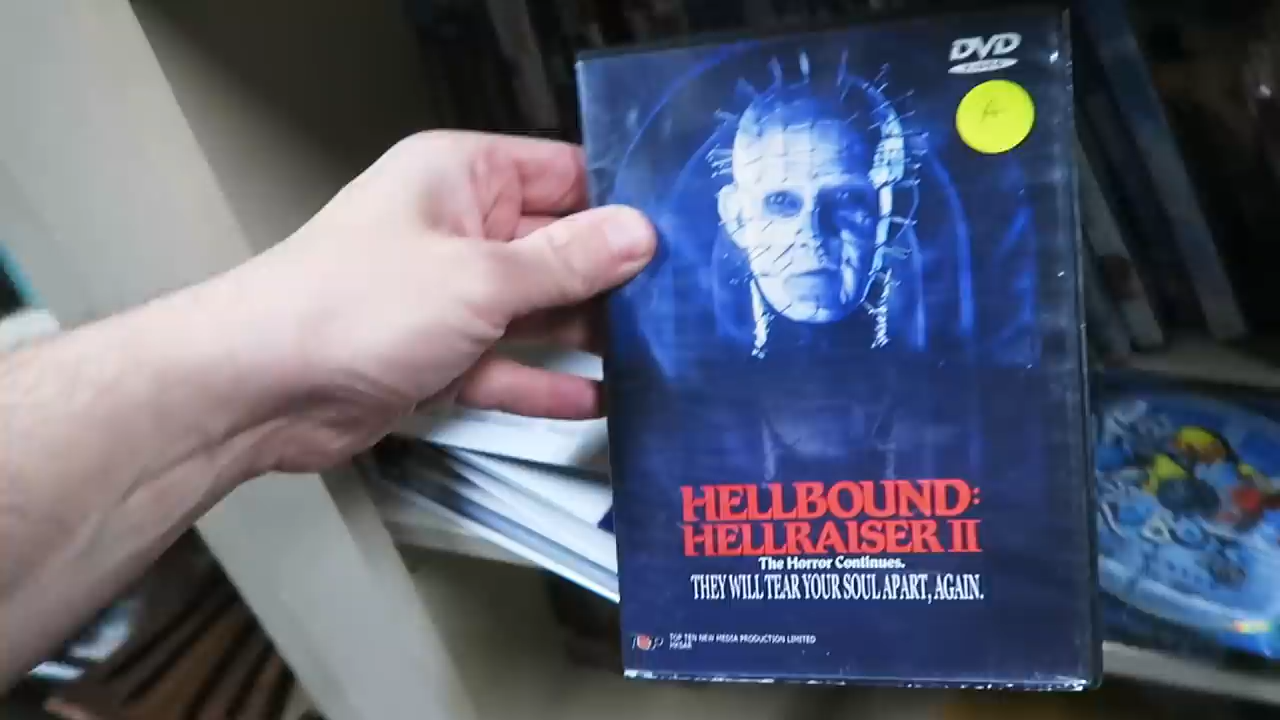 DVD
VIDEO
A
HELLBOUND:
HELLRAISER II
The Horror Continues.
THEY WILL TEAR YOUR SOUL APART, AGAIN.
TOP TEN NEW MEDIA PRODUCTION LIMITED